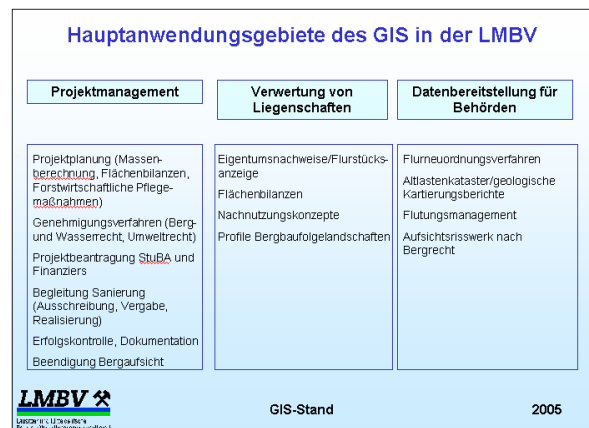 Hauptanwendungsgebiete des GIS in der LMBV
Projektmanagement
Verwertung von
Liegenschaften
Datenbereitstellung für
Behörden
Projektplanung (Massen-
berechnung, Flächenbilanzen,
Forstwirtschaftliche Pflege-
maßnahmen)
Genehmigungsverfahren (Berg-
und Wasserrecht, Umweltrecht)
Projektbeantragung StuBA und
Finanziers
Begleitung Sanierung
(Ausschreibung, Vergabe,
Realisierung)
Erfolgskontrolle, Dokumentation
Beendigung Bergaufsicht
Eigentumsnachweise/Flurstücks-
anzeige
Flächenbilanzen
Nachnutzungskonzepte
Profile Bergbaufolgelandschaften
Flurneuordnungsverfahren
Altlastenkataster/geologische
Kartierungsberichte
Flutungsmanagement
Aufsichtsrisswerk nach
Bergrecht
LMBV
GIS-Stand
2005